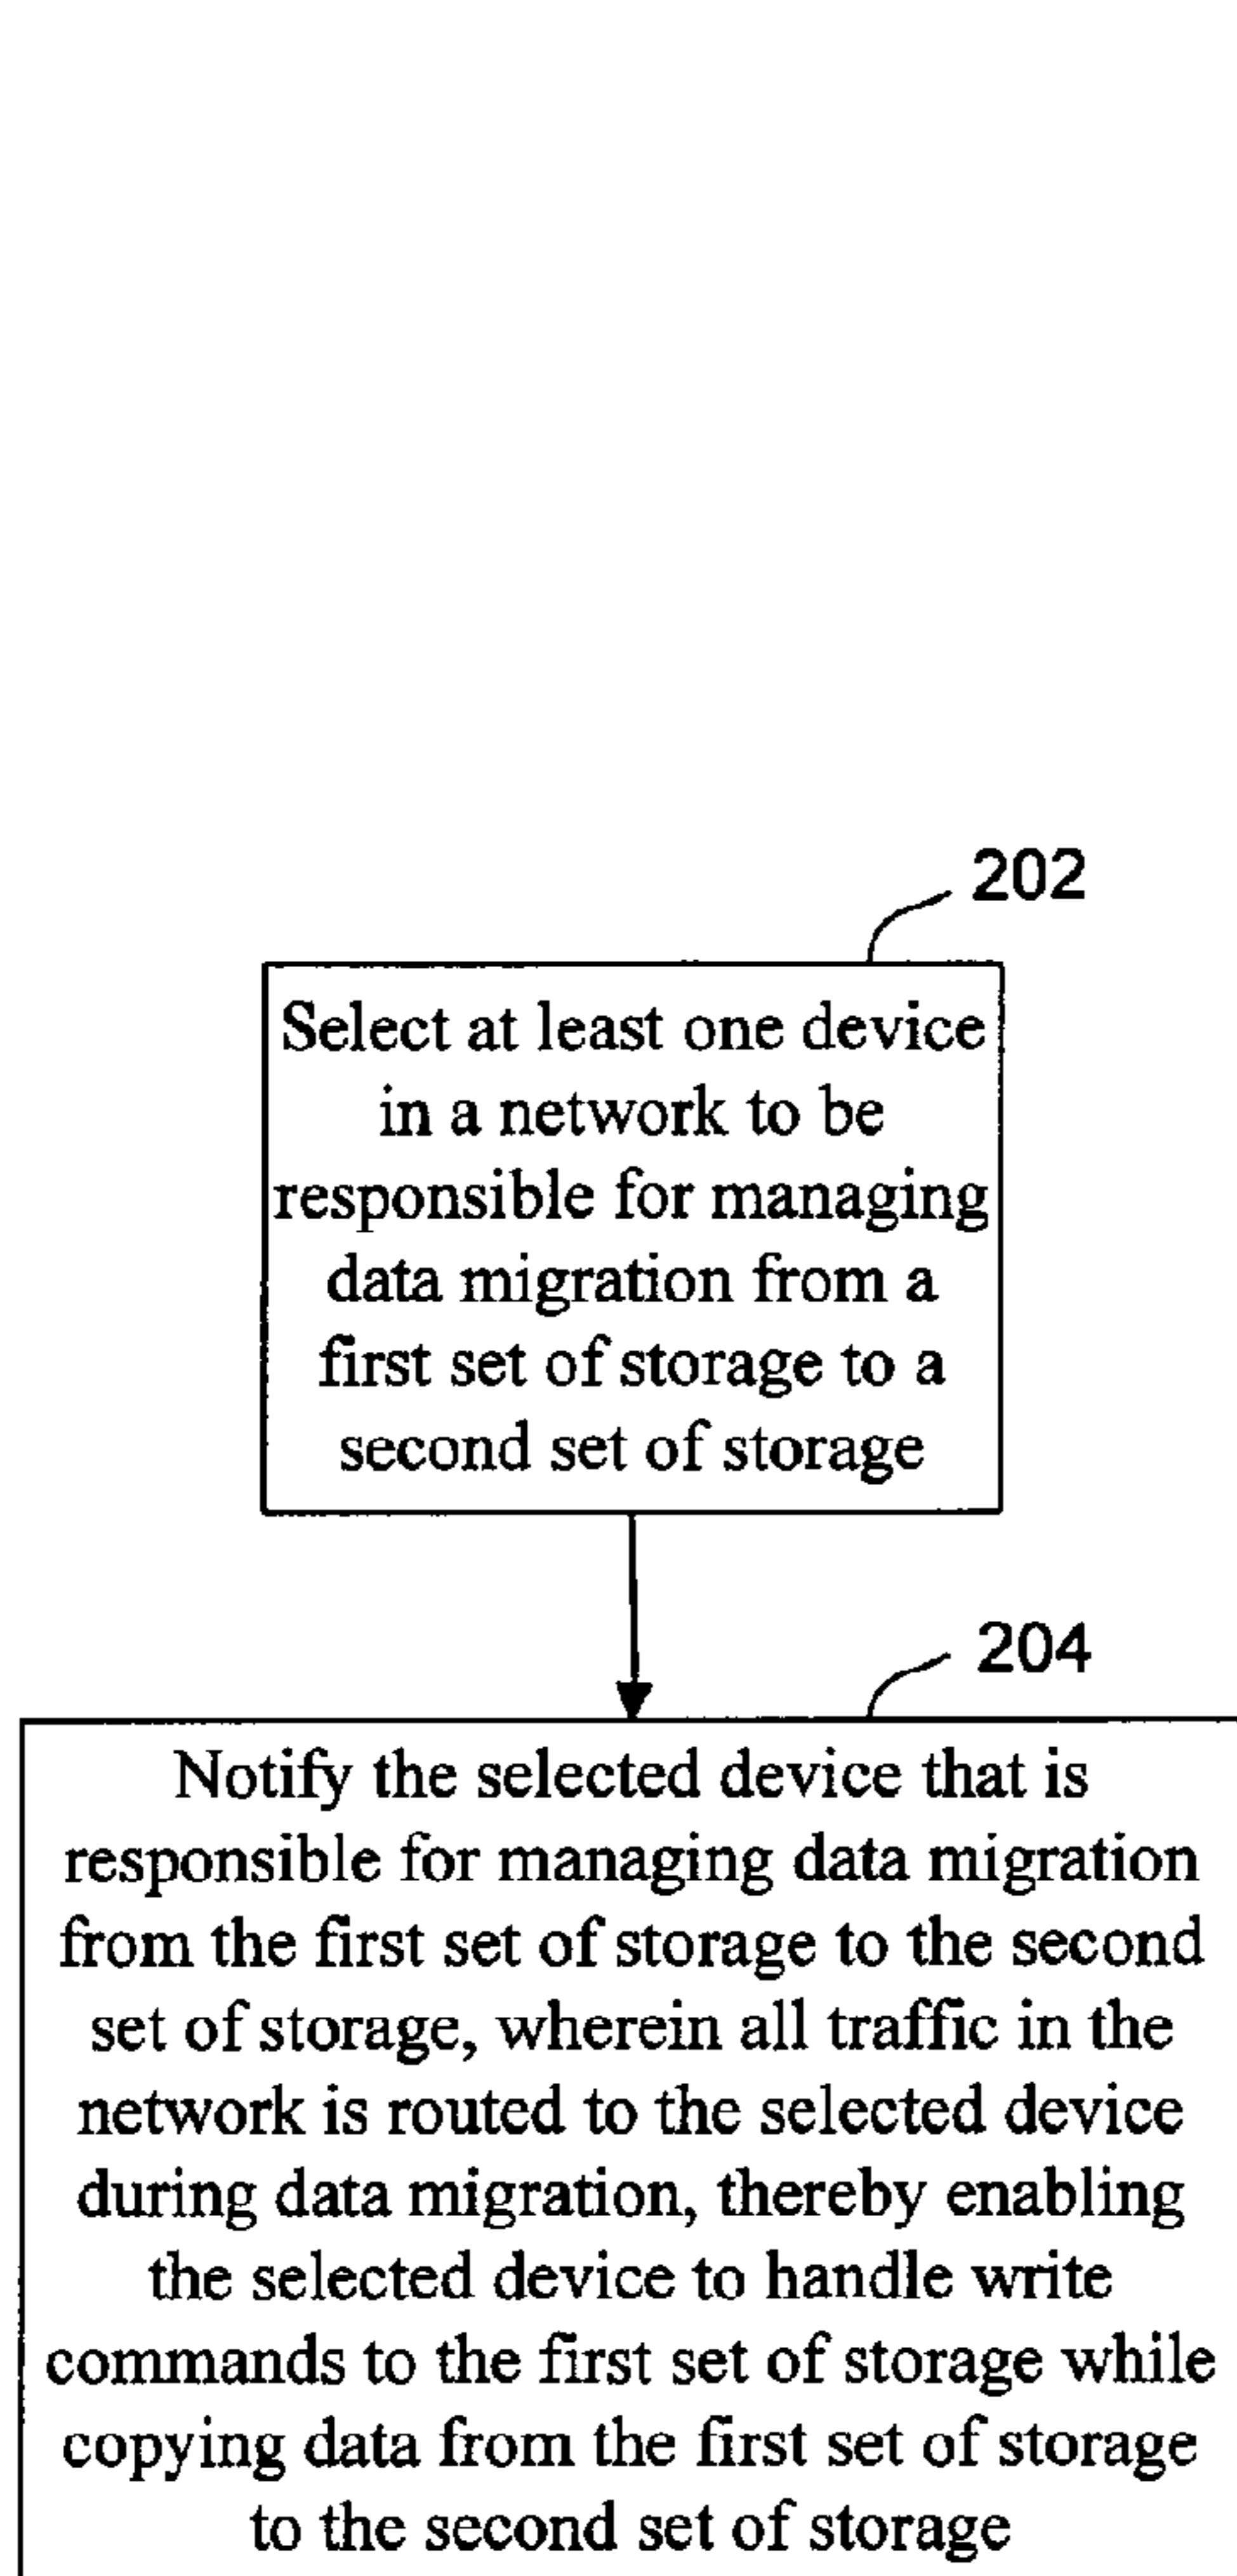 202
Select at least one device
in a network to be
responsible for managing
data migration from a
first set of storage to a
second set of storage
204
Notify the selected device that is
responsible for managing data migration
from the first set of storage to the second
set of storage, wherein all traffic in the
network is routed to the selected device
during data migration, thereby enabling
the selected device to handle write
commands to the first set of storage while
copying data from the first set of storage
to the second set of storage